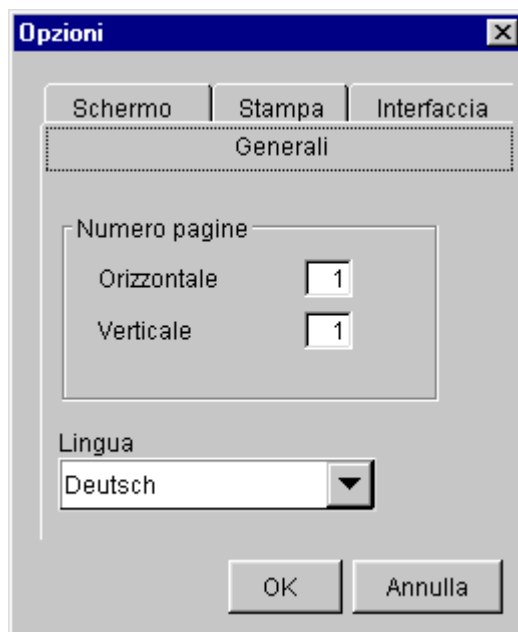 Opzioni
Schermo Stampa Interfaccia
Generali
Numero pagine
Orizzontale 1
Verticale 1
Lingua
Deutsch
OK Annulla